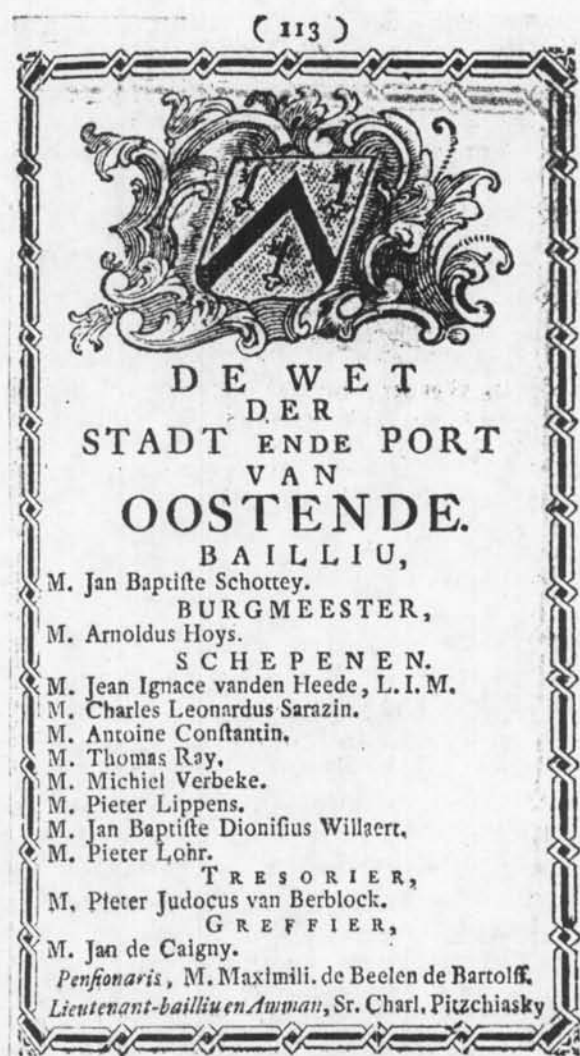 ( 113 )
DE WET
DER
STADT ENDE PORT
VAN
OOSTENDE.
BAILLIU,
M. Jan Baptiſte Schottey.
BURGMEESTER,
M. Arnoldus Hoys.
SCHEPENEN.
M. Jean Ignace vanden Heede, L. I. M.
M. Charles Leonardus Sarazin.
M. Antoine Conſtantin.
M. Thomas Ray.
M. Michiel Verbeke.
M. Pieter Lippens.
M. Jan Baptiſte Dioniſius Willaert.
M. Pieter Lohr.
TRESORIER,
M. Pieter Judocus van Berblock.
GREFFIER,
M. Jan de Caigny.
Penſionaris, M. Maximili. de Beelen de Bartolff.
Lieutenant-bailliu en Amman, Sr. Charl. Pitzchiasky